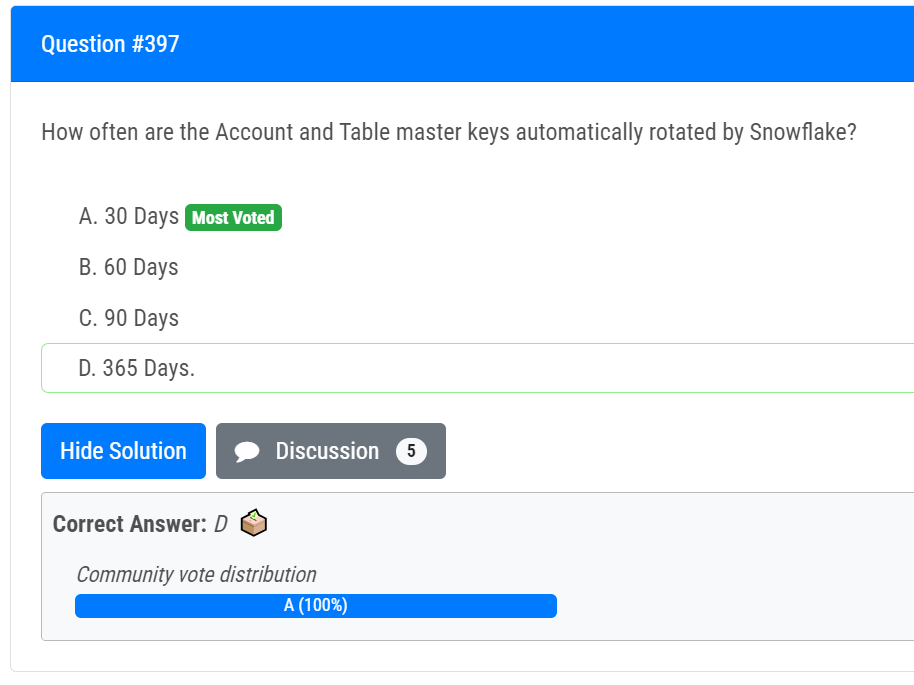 Question #397
How often are the Account and Table master keys automatically rotated by Snowflake?
A. 30 Days Most Voted
B. 60 Days
C. 90 Days
D. 365 Days.
Hide Solution Discussion 5
Correct Answer: D
Community vote distribution
A (100%)